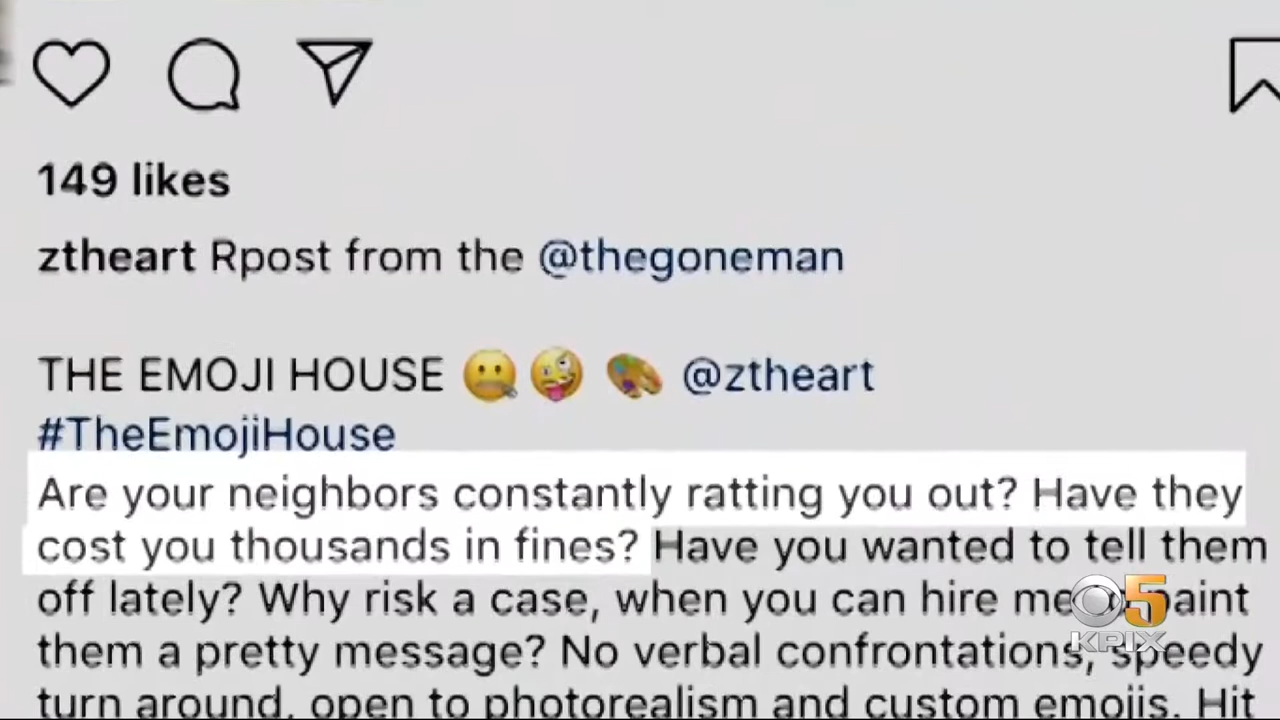 149 likes
ztheart Rpost from the @thegoneman
THE EMOJI HOUSE 🤐🤪 🎨 @ztheart
#TheEmojiHouse
Are your neighbors constantly ratting you out? Have they
cost you thousands in fines? Have you wanted to tell them
off lately? Why risk a case, when you can hire me paint
them a pretty message? No verbal confrontations, speedy
turn around, open to photorealism and custom emojis. Hit
5
KPIX